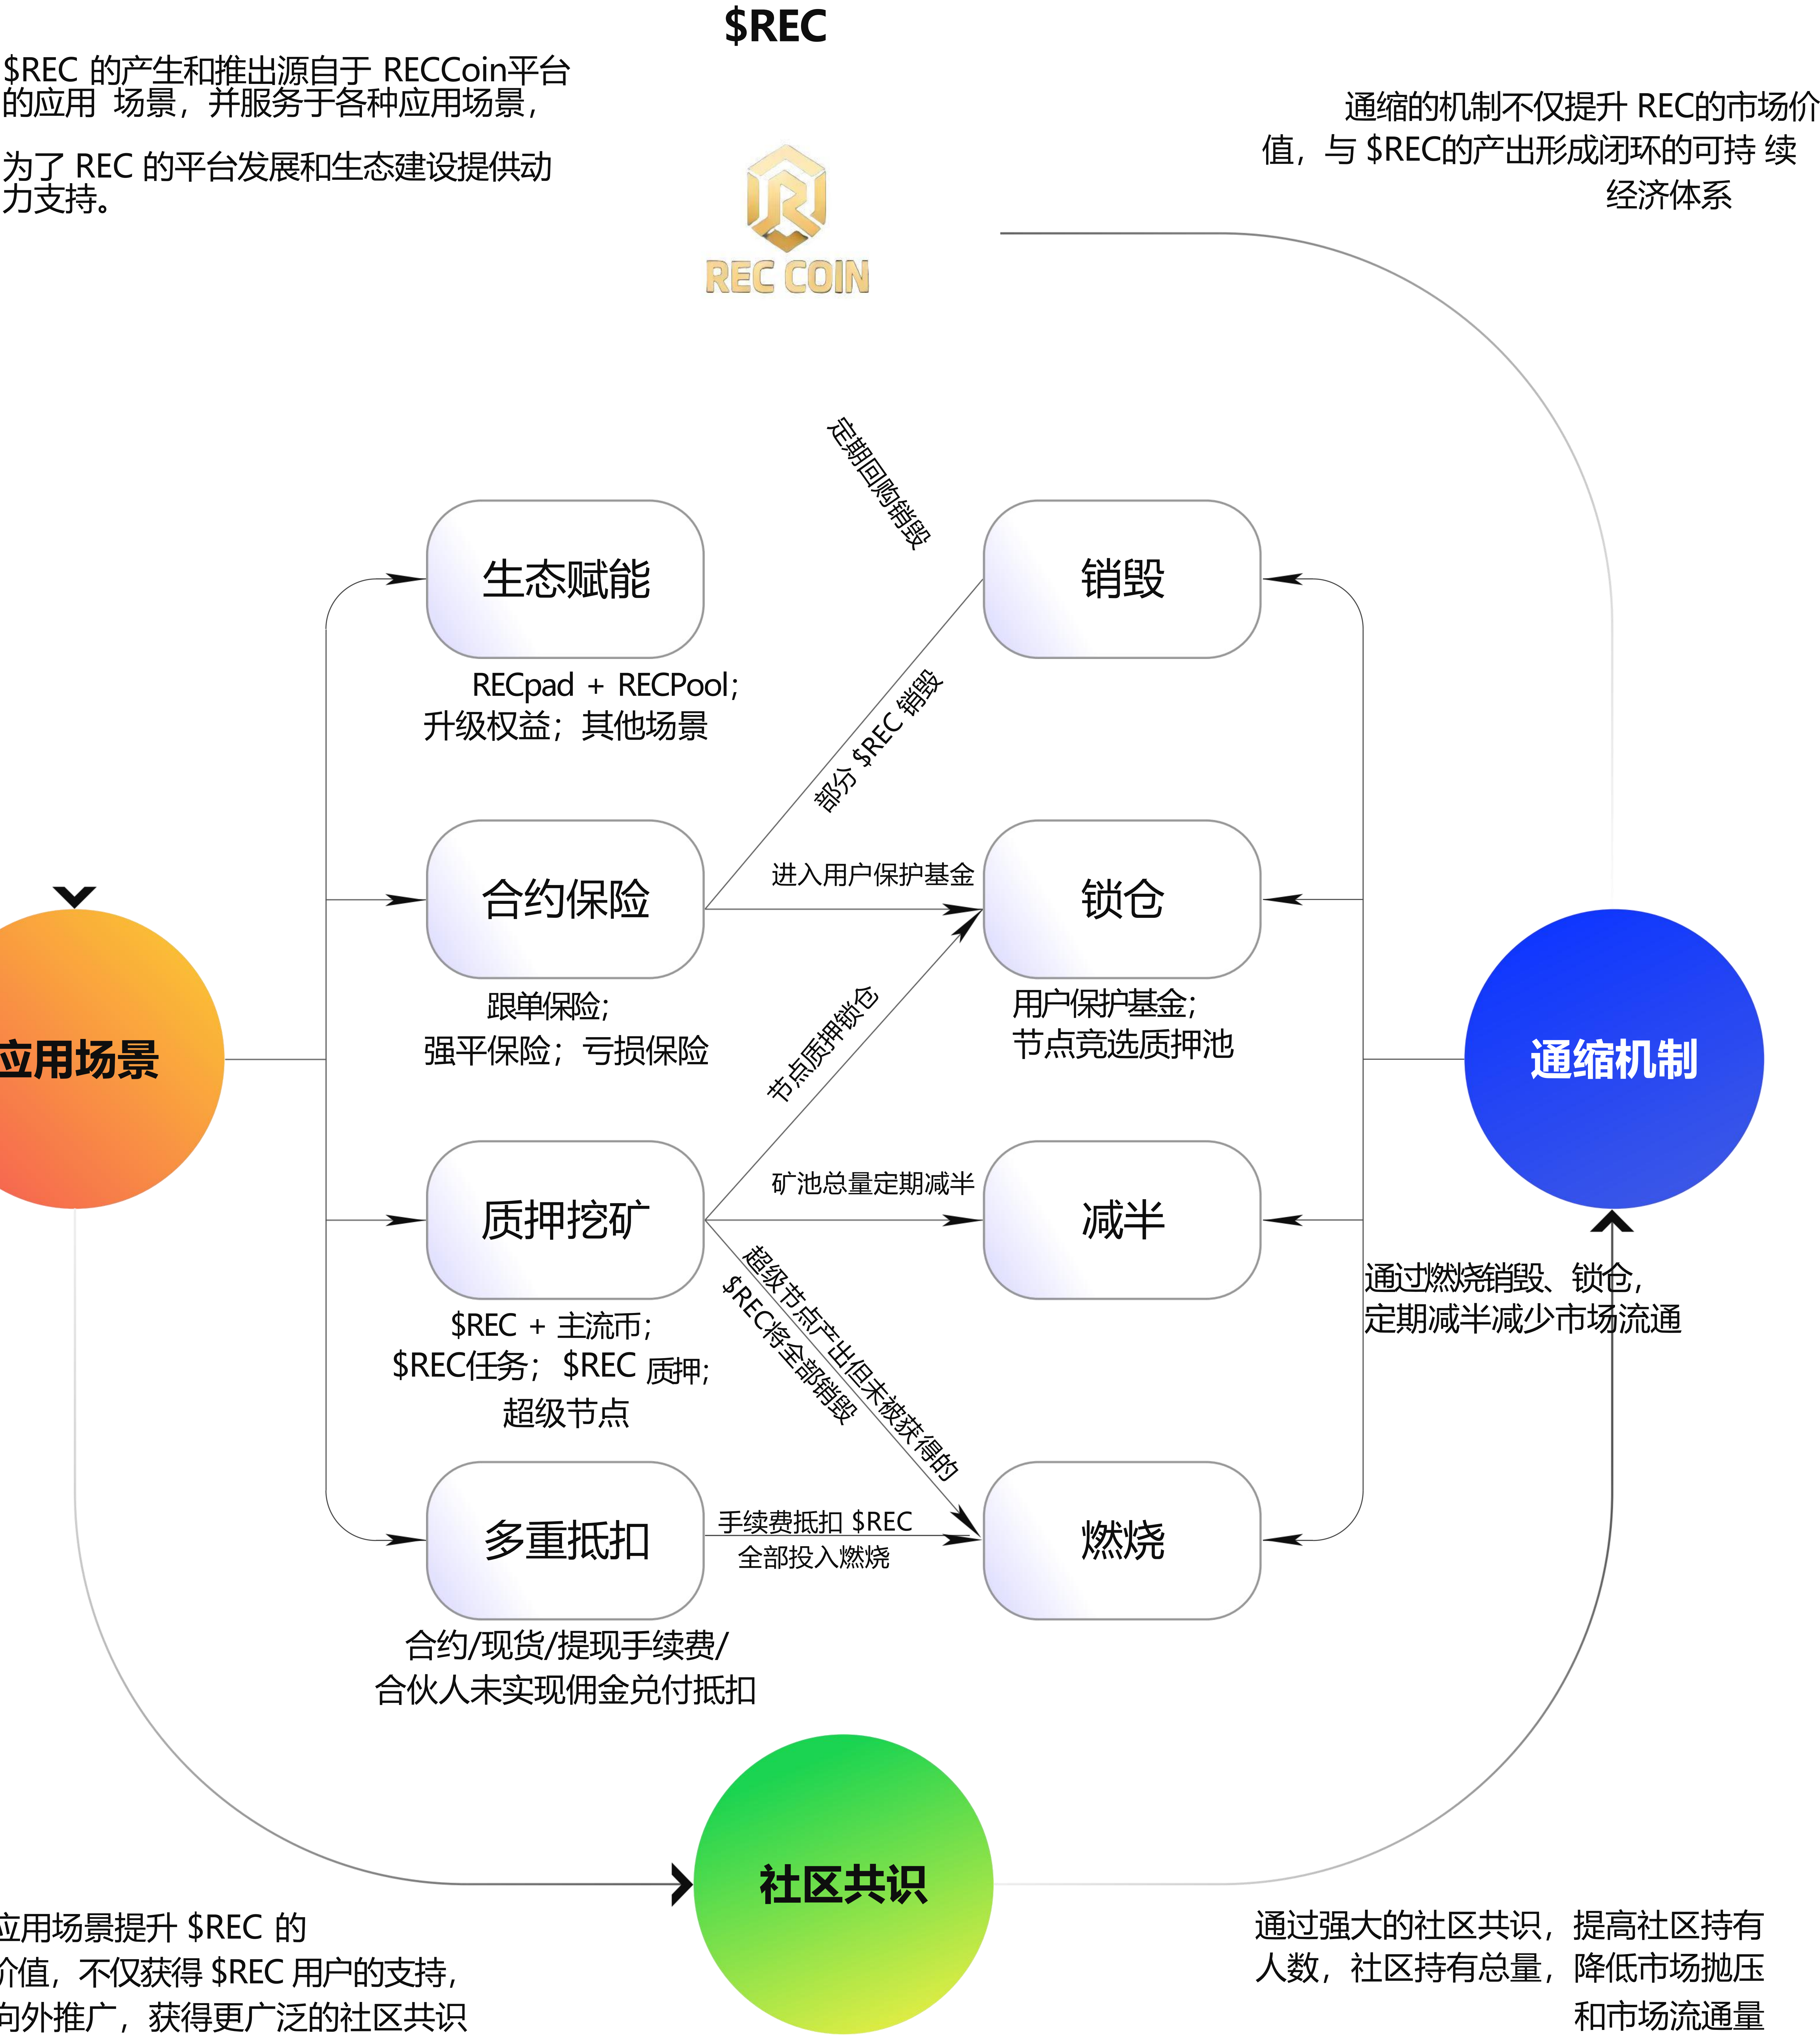 $REC
$REC 的产生和推出源自于 RECCoin平台
的应用 场景，并服务于各种应用场景，
为了 REC 的平台发展和生态建设提供动
力支持。
通缩的机制不仅提升 REC的市场价
值，与 $REC的产出形成闭环的可持 续
经济体系
REC COIN
定期回购销毁
生态赋能
RECpad + RECPool；
升级权益；其他场景
销毁
部分 $REC 销毁
合约保险
跟单保险；
强平保险；亏损保险
进入用户保护基金
锁仓
用户保护基金；
节点竞选质押池
节点质押锁仓
应用场景
通缩机制
质押挖矿
$REC + 主流币；
$REC任务； $REC 质押；
超级节点
矿池总量定期减半
减半
超级节点产出但未被获得的
$REC将全部销毁
通过燃烧销毁、锁仓，
定期减半减少市场流通
多重抵扣
合约/现货/提现手续费/
合伙人未实现佣金兑付抵扣
手续费抵扣 $REC
全部投入燃烧
燃烧
社区共识
应用场景提升 $REC 的
价值，不仅获得 $REC 用户的支持，
向外推广，获得更广泛的社区共识
通过强大的社区共识，提高社区持有
人数，社区持有总量，降低市场抛压
和市场流通量